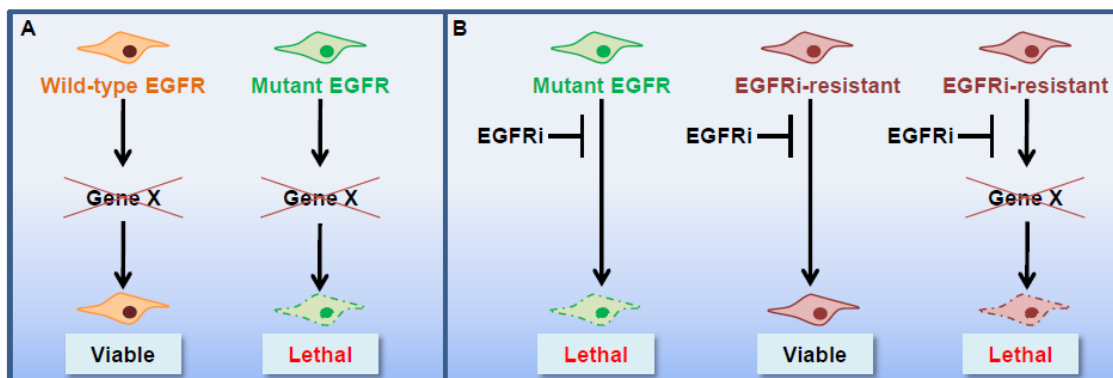 A
Wild-type EGFR
Mutant EGFR
Gene X
Gene X
Viable
Lethal
B
Mutant EGFR
EGFRi-resistant
EGFRi-resistant
EGFRi
EGFRi
EGFRi
Gene X
Lethal
Viable
Lethal